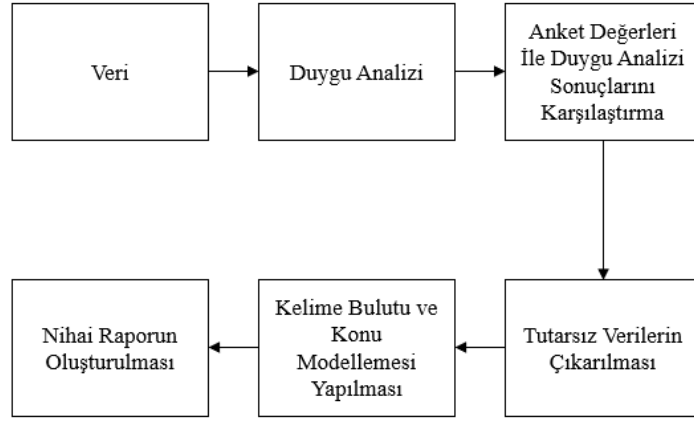 Veri
Duygu Analizi
Anket Değerleri
İle Duygu Analizi
Sonuçlarını
Karşılaştırma
Tutarsız Verilerin
Çıkarılması
Kelime Bulutu ve
Konu
Modellemesi
Yapılması
Nihai Raporun
Oluşturulması